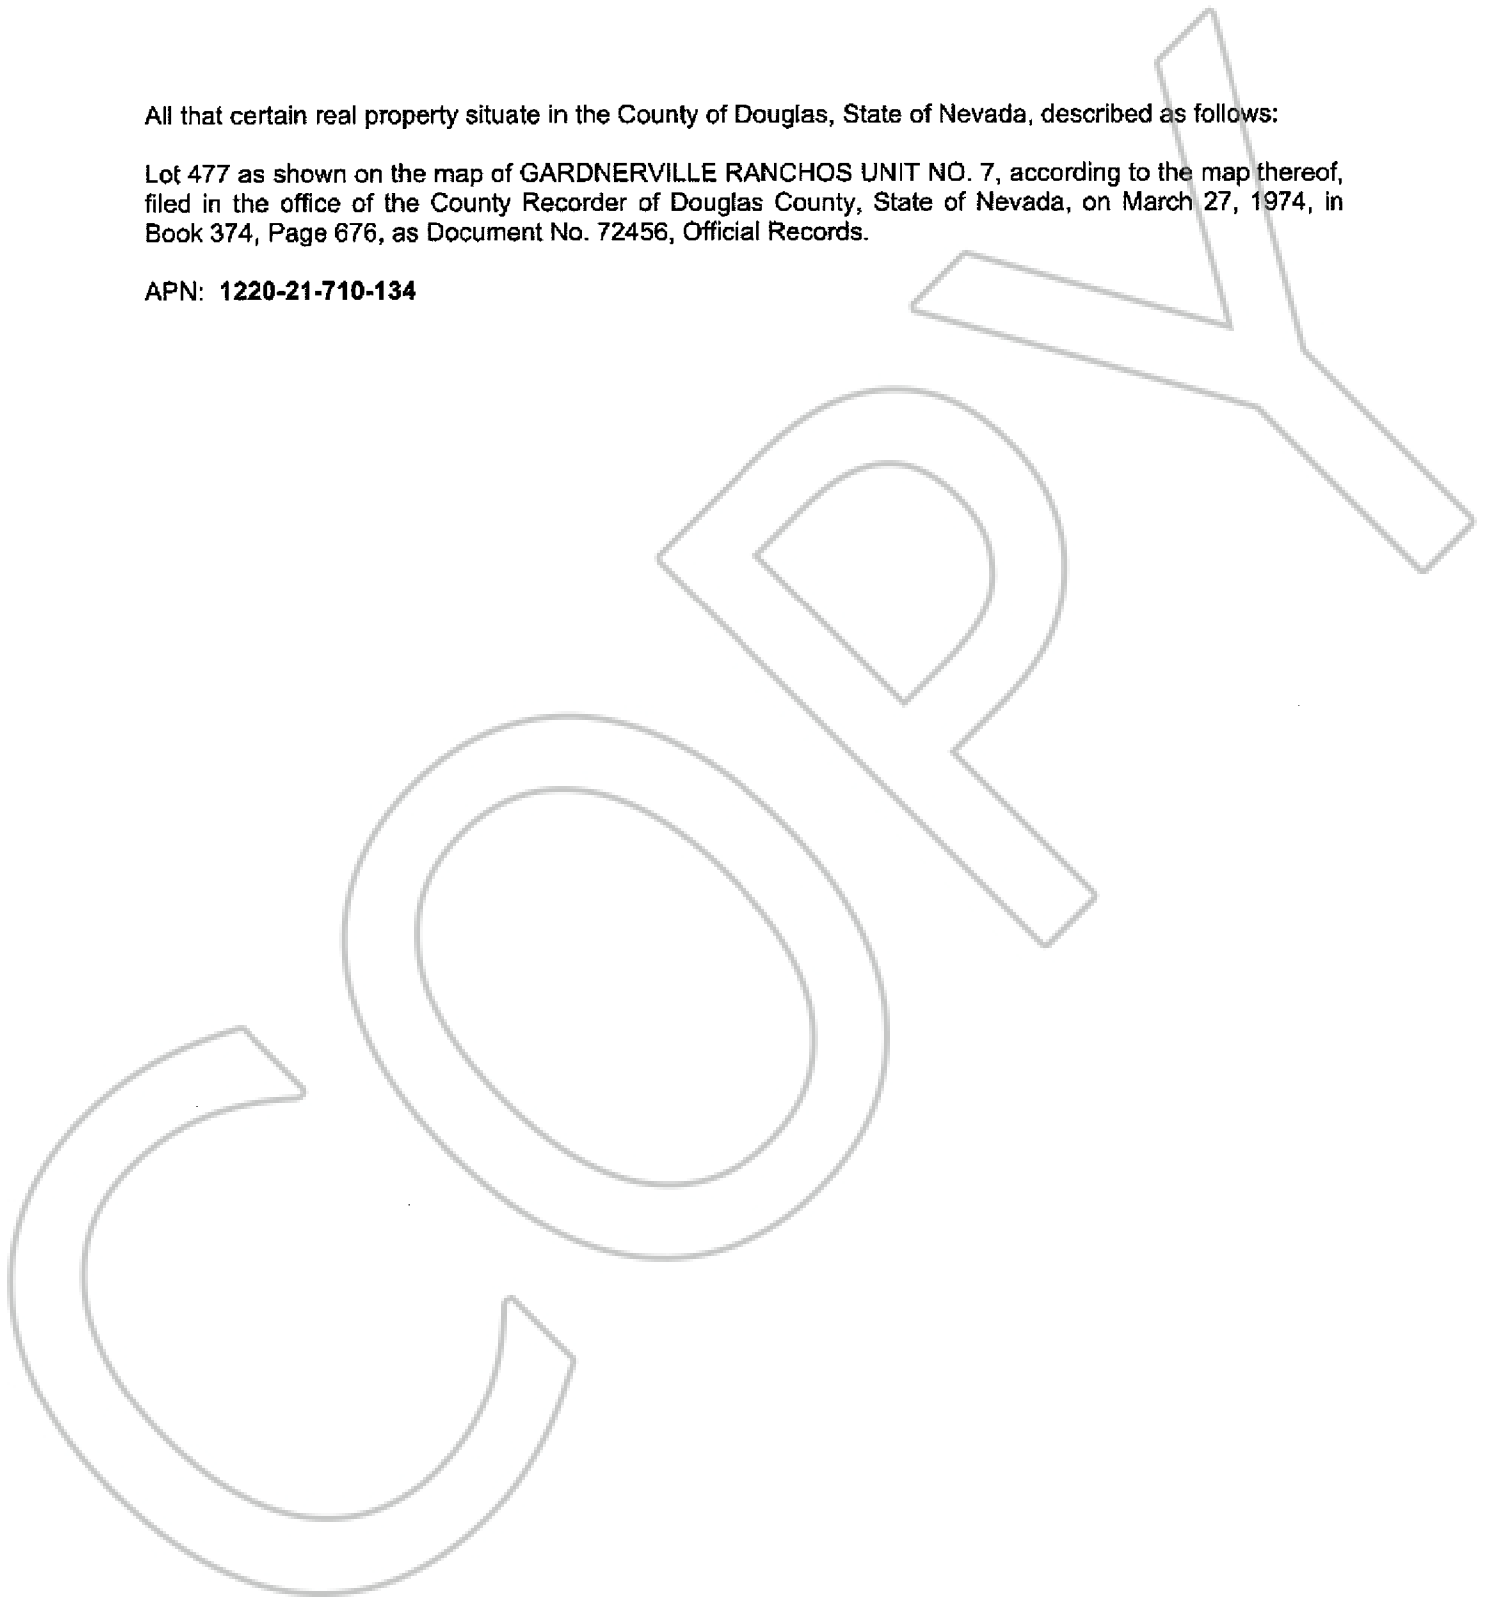 All that certain real property situate in the County of Douglas, State of Nevada, described as follows:
Lot 477 as shown on the map of GARDNERVILLE RANCHOS UNIT NO. 7, according to the map thereof,
filed in the office of the County Recorder of Douglas County, State of Nevada, on March 27, 1974, in
Book 374, Page 676, as Document No. 72456, Official Records.
APN: 1220-21-710-134
COPY